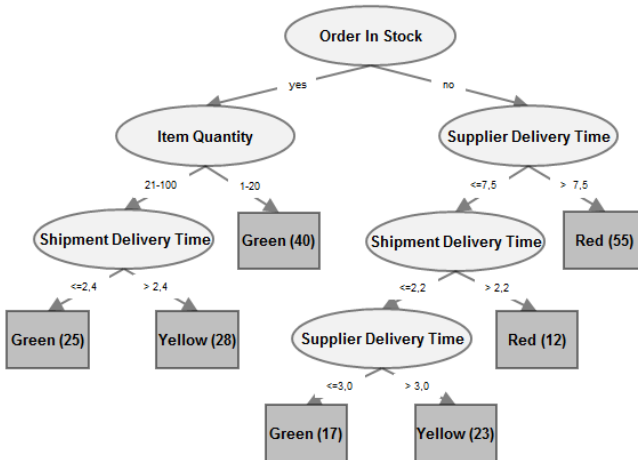 Order In Stock
yes
no
Item Quantity
Supplier Delivery Time
21-100
1-20
<=7,5
> 7,5
Shipment Delivery Time
Green (40)
Shipment Delivery Time
Red (55)
<=2,4
> 2,4
<=2,2
> 2,2
Green (25)
Yellow (28)
Supplier Delivery Time
Red (12)
<=3,0
> 3,0
Green (17)
Yellow (23)